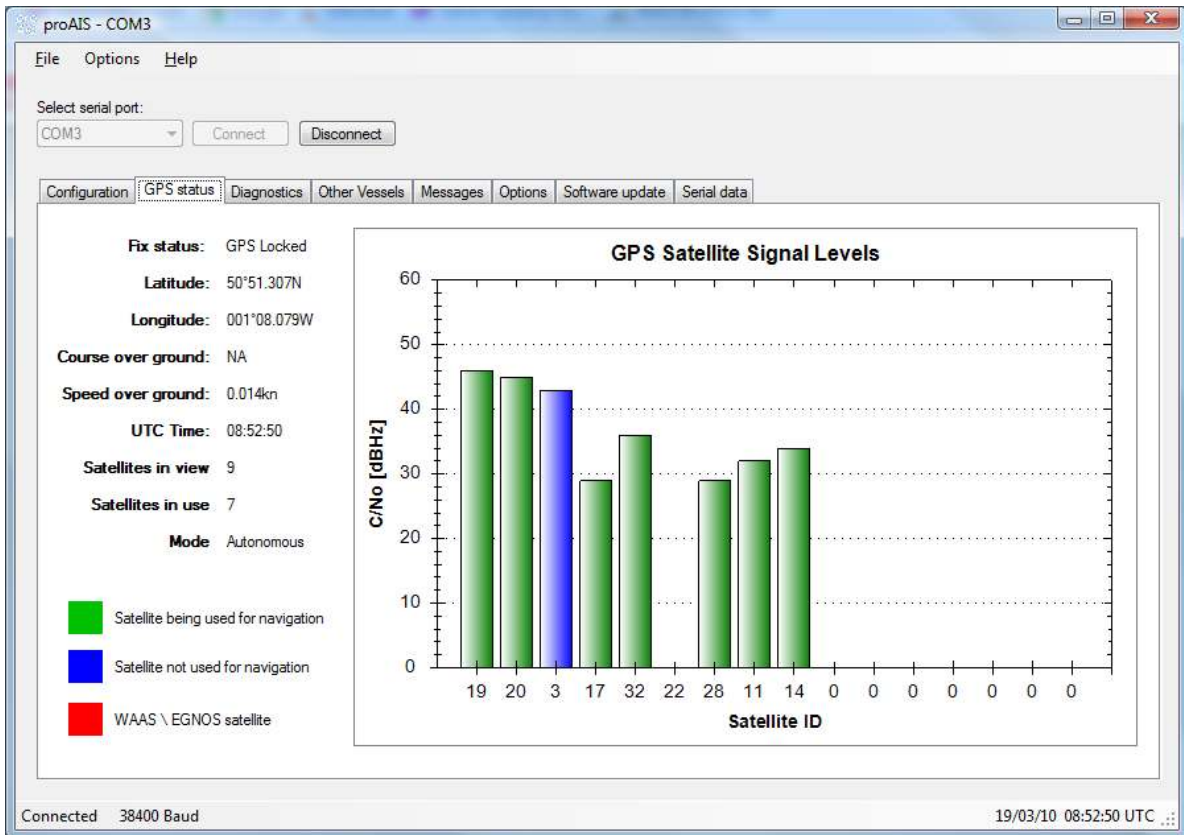 proAIS - COM3
File Options Help
Select serial port:
COM3 Connect Disconnect
Configuration GPS status Diagnostics Other Vessels Messages Options Software update Serial data
Fix status: GPS Locked
Latitude: 50°51.307N
Longitude: 001°08.079W
Course over ground: NA
Speed over ground: 0.014kn
UTC Time: 08:52:50
Satellites in view 9
Satellites in use 7
Mode Autonomous
Satellite being used for navigation
Satellite not used for navigation
WAAS \ EGNOS satellite
GPS Satellite Signal Levels
60
50
40
30
20
10
0
C/No [dBHz]
19 20 3 17 32 22 28 11 14 0 0 0 0 0 0 0
Satellite ID
Connected 38400 Baud 19/03/10 08:52:50 UTC